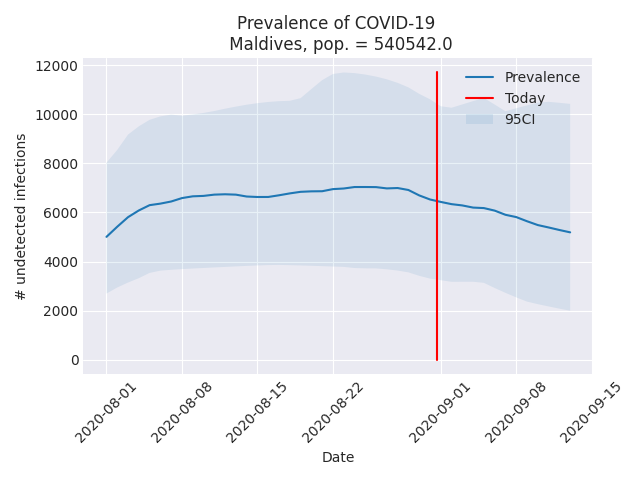 Prevalence of COVID-19
Maldives, pop. = 540542.0
12000
10000
8000
6000
4000
2000
0
# undetected infections
Prevalence
Today
95CI
2020-08-01
2020-08-08
2020-08-15
2020-08-22
2020-09-01
2020-09-08
2020-09-15
Date